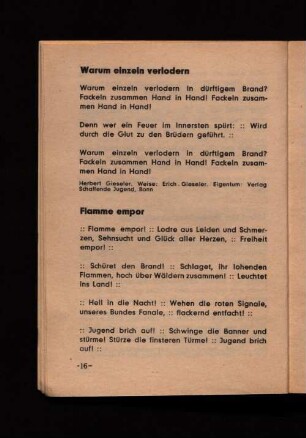 Warum einzeln verlodern
Warum einzeln verlodern in dürftigem Brand?
Fackeln zusammen Hand in Hand! Fackeln zusam-
men Hand in Hand!
Denn wer ein Feuer im Innersten spürt: :: Wird
durch die Glut zu den Brüdern geführt. ::
Warum einzeln verlodern in dürftigem Brand?
Fackeln zusammen Hand in Hand! Fackeln zusam-
men Hand in Hand!
Herbert Gieseler. Weise: Erich Gieseler. Eigentum: Verlag
Schaffende Jugend, Bonn
Flamme empor
:: Flamme empor! :: Lodre aus Leiden und Schmer-
zen, Sehnsucht und Glück aller Herzen, :: Freiheit
empor! ::
:: Schüret den Brand! :: Schlaget, ihr lohenden
Flammen, hoch über Wäldern zusammen! :: Leuchtet
ins Land! ::
:: Hell in die Nacht! :: Wehen die roten Signale,
unseres Bundes Fanale, :: flackernd entfacht! ::
:: Jugend brich auf! :: Schwinge die Banner und
stürme! Stürze die finsteren Türme! :: Jugend brich
auf! ::
-16-